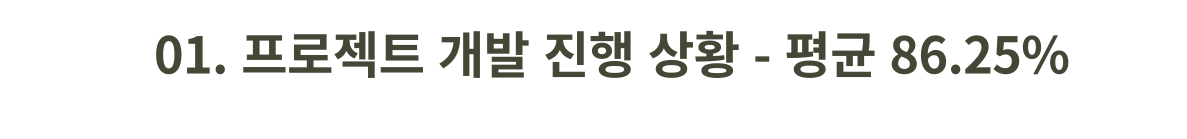 01. 프로젝트 개발 진행 상황 - 평균 86.25%